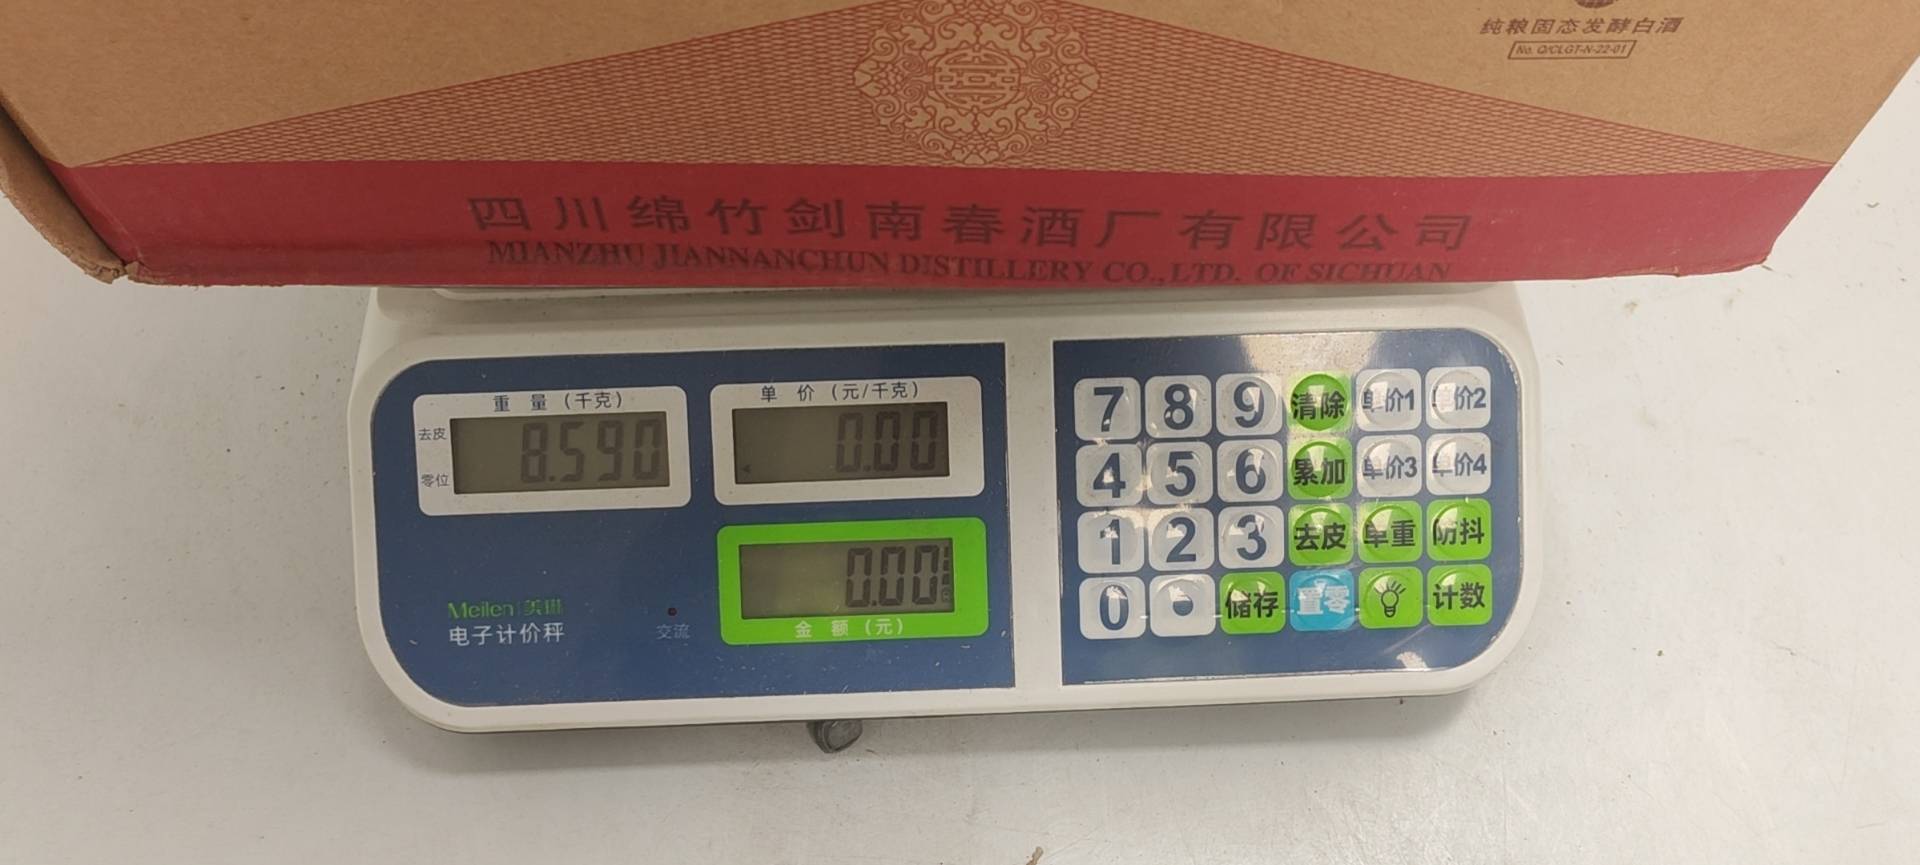 纯粮固态发酵白酒
No. Q/CLGT-N-22-01
四川绵竹剑南春酒厂有限公司
MIANZHU JIANNANCHUN DISTILLERY CO.,LTD. OF SICHUAN
重量(千克)
去皮
零位
8.590
单价(元/千克)
0.00
0.00
金额(元)
Meilen 美琳
电子计价秤
交流
7 8 9 清除 单价1 单价2
4 5 6 累加 单价3 单价4
1 2 3 去皮 单重 防抖
0 . 储存 置零 计数